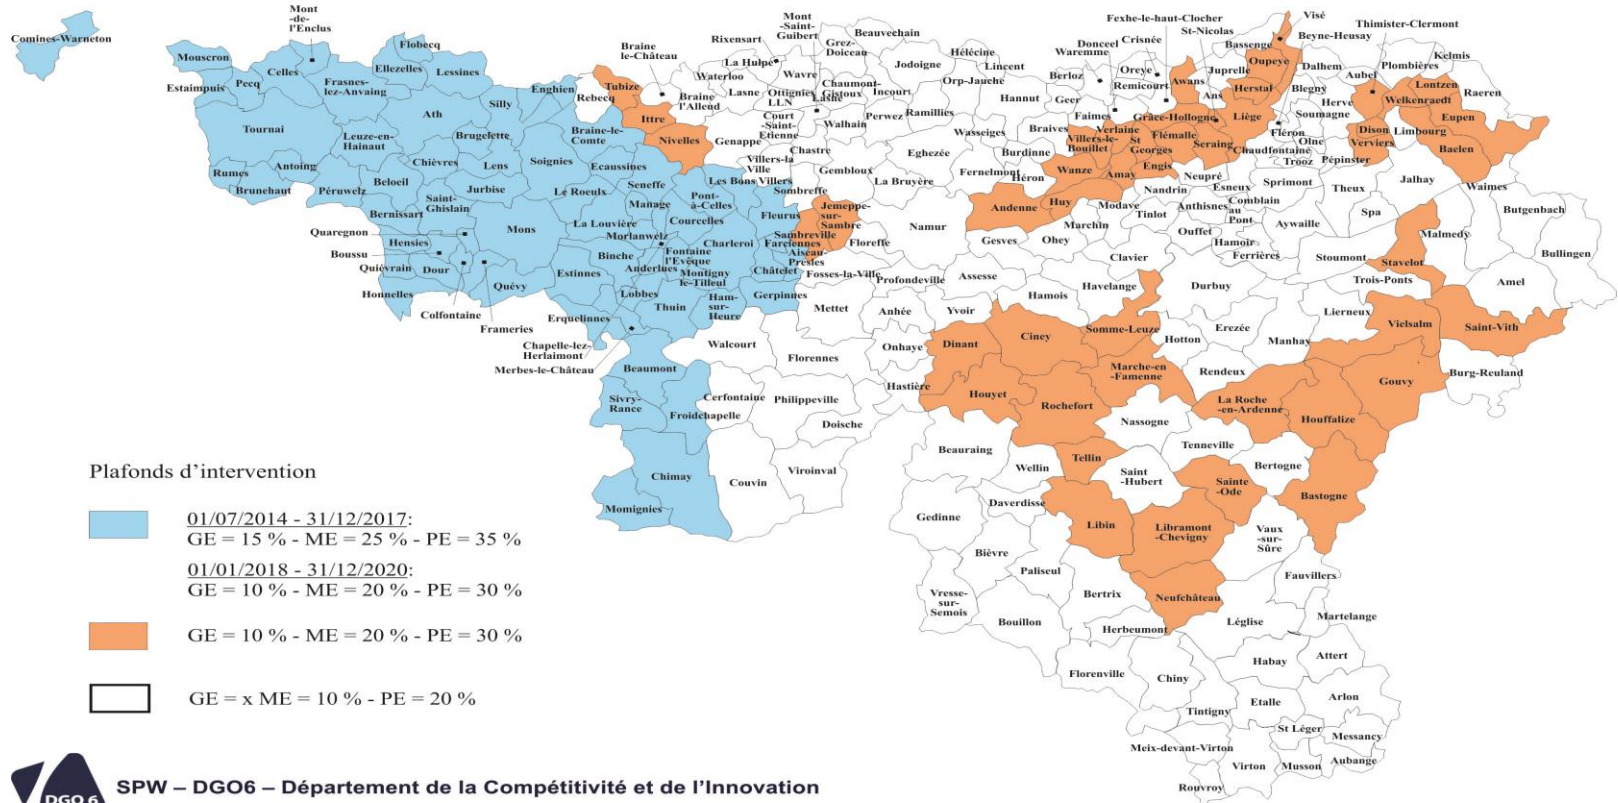 Comines-Warneton
Mont
-de-
l'Enclus
Mouscron
Estaimpuis
Pecq
Celles
Frasnes-
lez-Anvaing
Ellezelles
Flobecq
Lessines
Tournai
Leuze-en-
Hainaut
Ath
Silly
Enghien
Rumes
Antoing
Brunehaut
Péruwelz
Beloeil
Chièvres
Brugelette
Lens
Jurbise
Soignies
Braine-le-
Comte
Ecaussines
Le Roeulx
Bernissart
Saint-
Ghislain
Quaregnon
Hensies
Boussu
Quiévrain
Dour
Honnelles
Colfontaine
Frameries
Mons
Quévy
Estinnes
Erquelinnes
Seneffe
Manage
La Louvière
Morlanwelz
Binche
Anderlues
Fontaine
l'Evêque
Montigny
le-Tilleul
Lobbes
Thuin
Ham-
sur-
Heure
Chapelle-lez-
Herlaimont
Merbes-le-Château
Les Bons Villers
Pont-
à-Celles
Courcelles
Charleroi
Fleurus
Farciennes
Aiseau-
Presles
Châtelet
Gerpinnes
Beaumont
Sivry-
Rance
Froidchapelle
Chimay
Momignies
Braine
le-Château
Rebecq
Tubize
Ittre
Nivelles
Braine
l'Alleud
Waterloo
Rixensart
La Hulpe
Lasne
Ottignies
LLN
Wavre
Mont
-Saint-
Guibert
Grez-
Doiceau
Chaumont-
Gistoux
Lasne
Court
-Saint-
Etienne
Genappe
Villers-la
Ville
Chastre
Walhain
Beauvechain
Jodoigne
Incourt
Perwez
Ramillies
Hélécine
Orp-Jauche
Lincent
Hannut
Wasseiges
Sombreffe
Gembloux
Eghezée
La Bruyère
Fernelmont
Jemeppe-
sur-
Sambre
Sambreville
Floreffe
Fosses-la-Ville
Namur
Profondeville
Mettet
Andenne
Gesves
Ohey
Assesse
Walcourt
Florennes
Cerfontaine
Philippeville
Doische
Couvin
Viroinval
Anhée
Yvoir
Onhaye
Hastière
Dinant
Houyet
Ciney
Hamois
Havelange
Somme-Leuze
Rochefort
Beauraing
Gedinne
Bièvre
Vresse-
sur-
Semois
Berloz
Waremme
Donceel
Crisnée
Fexhe-le-haut-Clocher
St-Nicolas
Oreye
Remicourt
Geer
Faimes
Braives
Burdinne
Héron
Villers-le-
Bouillet
Verlaine
St
Georges
Wanze
Huy
Amay
Engis
Modave
Marchin
Clavier
Nandrin
Tinlot
Awans
Ans
Juprelle
Bassenge
Visé
Beyne-Heusay
Oupeye
Herstal
Liège
Grâce-Hollogne
Flémalle
Seraing
Neupré
Anthisnes
Ouffet
Esneux
Comblain
au
Pont
Hamoir
Ferrières
Dalhem
Blegny
Fléron
Soumagne
Olne
Chaudfontaine
Trooz
Herve
Aubel
Thimister-Clermont
Plombières
Kelmis
Lontzen
Raeren
Welkenraedt
Eupen
Baelen
Limbourg
Dison
Verviers
Pépinster
Theux
Sprimont
Aywaille
Spa
Jalhay
Stoumont
Stavelot
Trois-Ponts
Lierneux
Malmedy
Waimes
Butgenbach
Bullingen
Amel
Saint-Vith
Burg-Reuland
Durbuy
Hotton
Erezée
Manhay
Rendeux
Marche-en
-Famenne
Nassogne
La Roche
-en-Ardenne
Vielsalm
Gouvy
Houffalize
Tenneville
Bertogne
Bastogne
Sainte
-Ode
Saint
-Hubert
Tellin
Wellin
Daverdisse
Libin
Libramont
-Chevigny
Vaux
-sur-
Sûre
Neufchâteau
Fauvillers
Paliseul
Bertrix
Bouillon
Herbeumont
Léglise
Martelange
Florenville
Chiny
Habay
Attert
Tintigny
Etalle
Arlon
St Léger
Messancy
Meix-devant-Virton
Virton
Musson
Aubange
Rouvroy
Plafonds d'intervention
01/07/2014 - 31/12/2017:
GE = 15 % - ME = 25 % - PE = 35 %
01/01/2018 - 31/12/2020:
GE = 10 % - ME = 20 % - PE = 30 %
GE = 10 % - ME = 20 % - PE = 30 %
GE = x ME = 10 % - PE = 20 %
DGO 6
SPW – DGO6 – Département de la Compétitivité et de l'Innovation